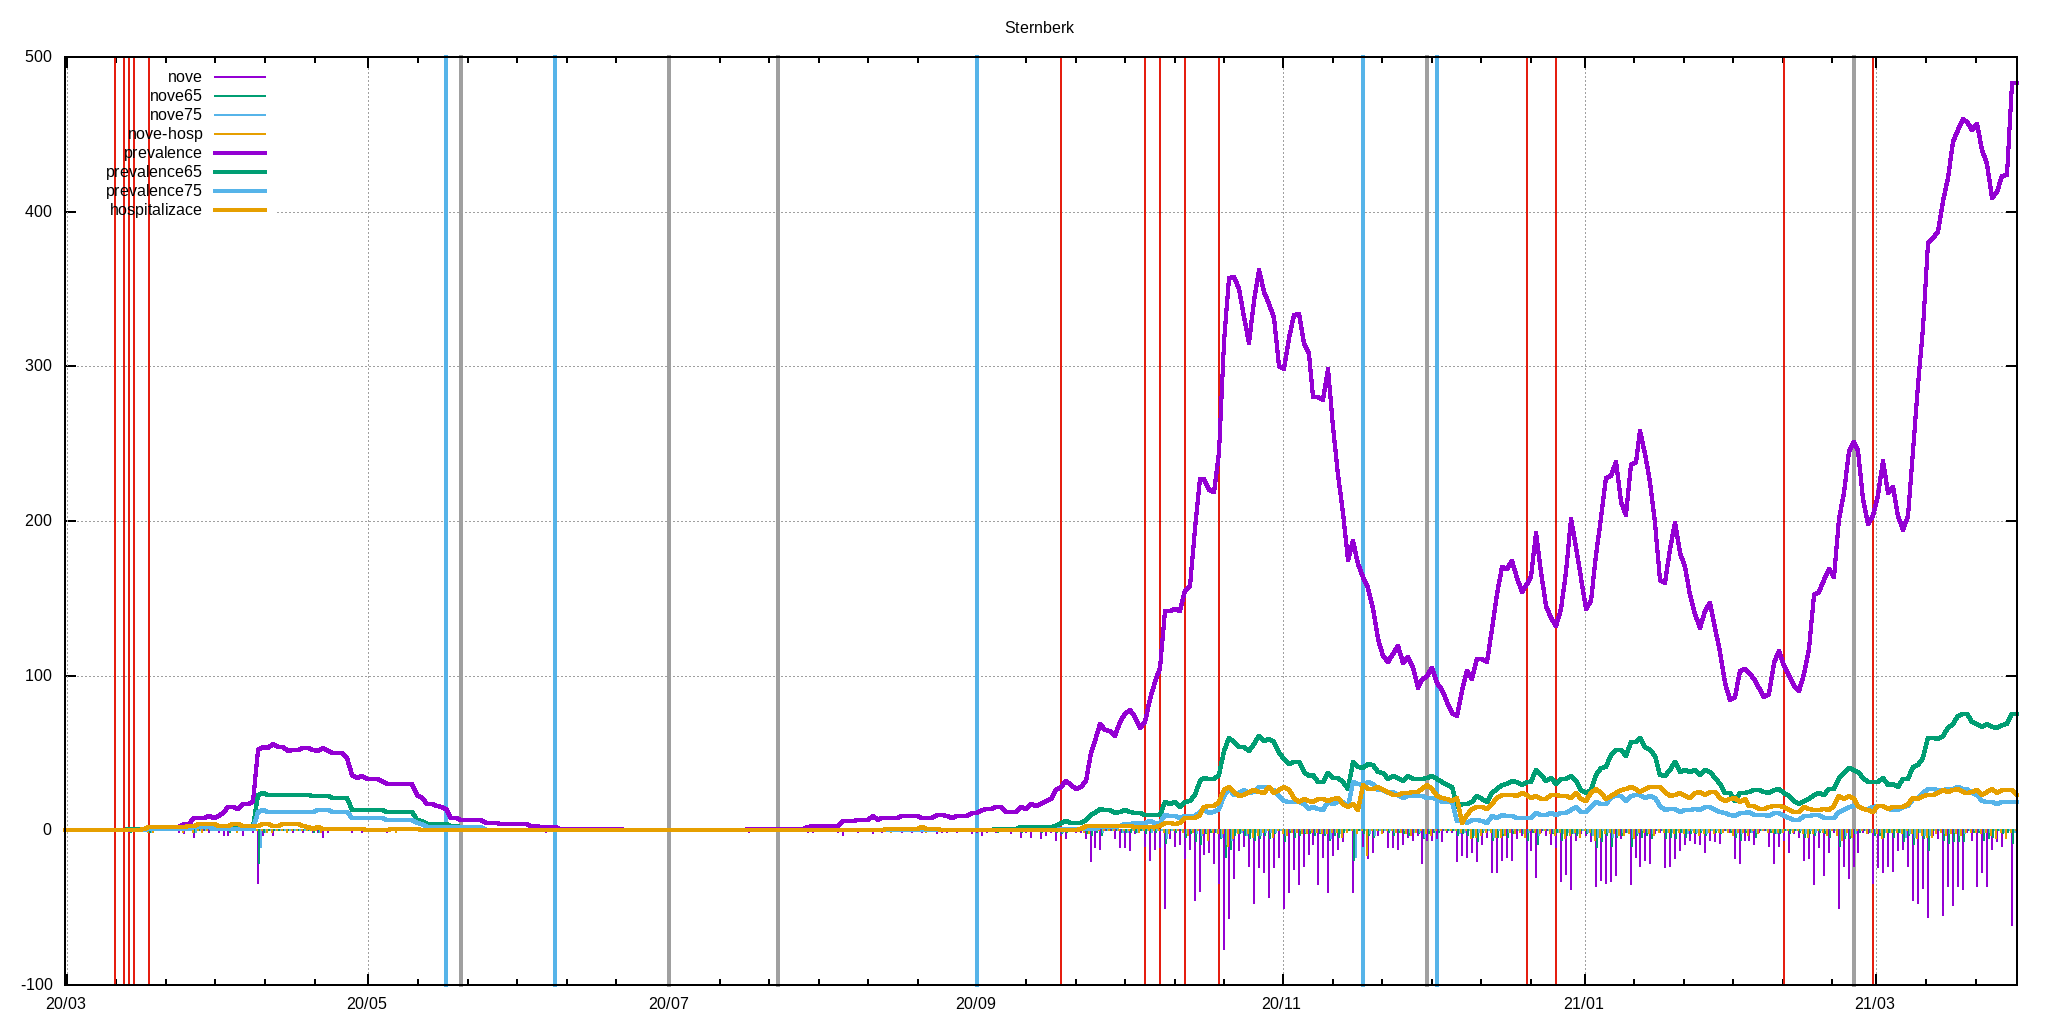 Sternberk
500
nove
nove65
nove75
nove-hosp
prevalence
prevalence65
prevalence75
hospitalizace
400
300
200
100
0
-100
20/03 20/05 20/07 20/09 20/11 21/01 21/03